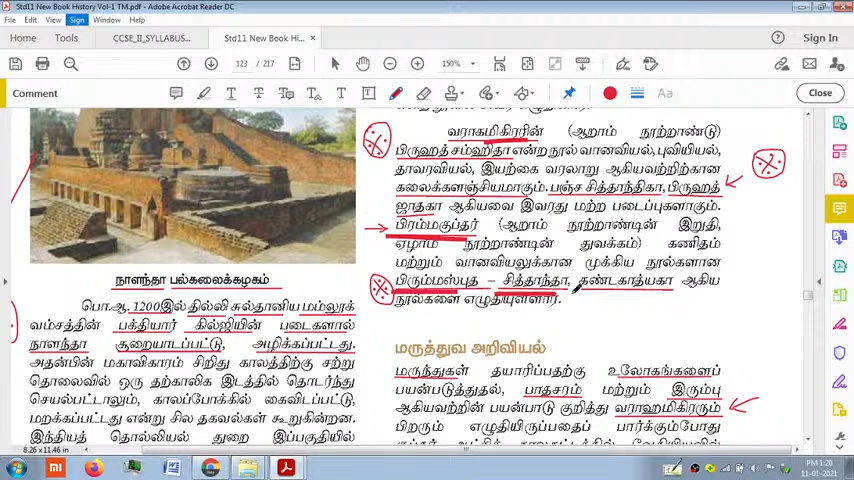 Std11 New Book History Vol-1 TM.pdf - Adobe Acrobat Reader DC
File Edit View Sign Window Help
Home Tools CCSE_II_SYLLABUS... Std11 New Book Hi... × Sign In
123 / 217 150%
Comment Aa Close
வராகமிகிரரின் (ஆறாம் நூற்றாண்டு)
பிருஹத் சம்ஹிதா என்ற நூல் வானவியல், புவியியல்,
தாவரவியல், இயற்கை வரலாறு ஆகியவற்றிற்கான
கலைக்களஞ்சியமாகும். பஞ்ச சித்தாந்திகா, பிருஹத்
ஜாதகா ஆகியவை இவரது மற்ற படைப்புகளாகும்.
பிரம்மகுப்தர் (ஆறாம் நூற்றாண்டின் இறுதி,
ஏழாம் நூற்றாண்டின் துவக்கம்) கணிதம்
மற்றும் வானவியலுக்கான முக்கிய நூல்களான
பிரும்மஸ்புத – சித்தாந்தா, கண்டகாத்யகா ஆகிய
நூல்களை எழுதியுள்ளார்.
மருத்துவ அறிவியல்
மருந்துகள் தயாரிப்பதற்கு உலோகங்களைப்
பயன்படுத்துதல், பாதசரம் மற்றும் இரும்பு
ஆகியவற்றின் பயன்பாடு குறித்து வராஹமிகிரரும்
பிறரும் எழுதியிருப்பதைப் பார்க்கும்போது
நாளந்தா பல்கலைக்கழகம்
பொ.ஆ. 1200இல் தில்லி சுல்தானிய மம்லூக்
வம்சத்தின் பக்தியார் கில்ஜியின் படைகளால்
நாளந்தா சூறையாடப்பட்டு, அழிக்கப்பட்டது.
அதன்பின் மகாவிகாரம் சிறிது காலத்திற்கு சற்று
தொலைவில் ஒரு தற்காலிக இடத்தில் தொடர்ந்து
செயல்பட்டாலும், காலப்போக்கில் கைவிடப்பட்டு,
மறக்கப்பட்டது என்று சில தகவல்கள் கூறுகின்றன.
இந்தியத் தொல்லியல் துறை இப்பகுதியில்
8.26 x 11.46 in
PM 1:20
11-01-2021